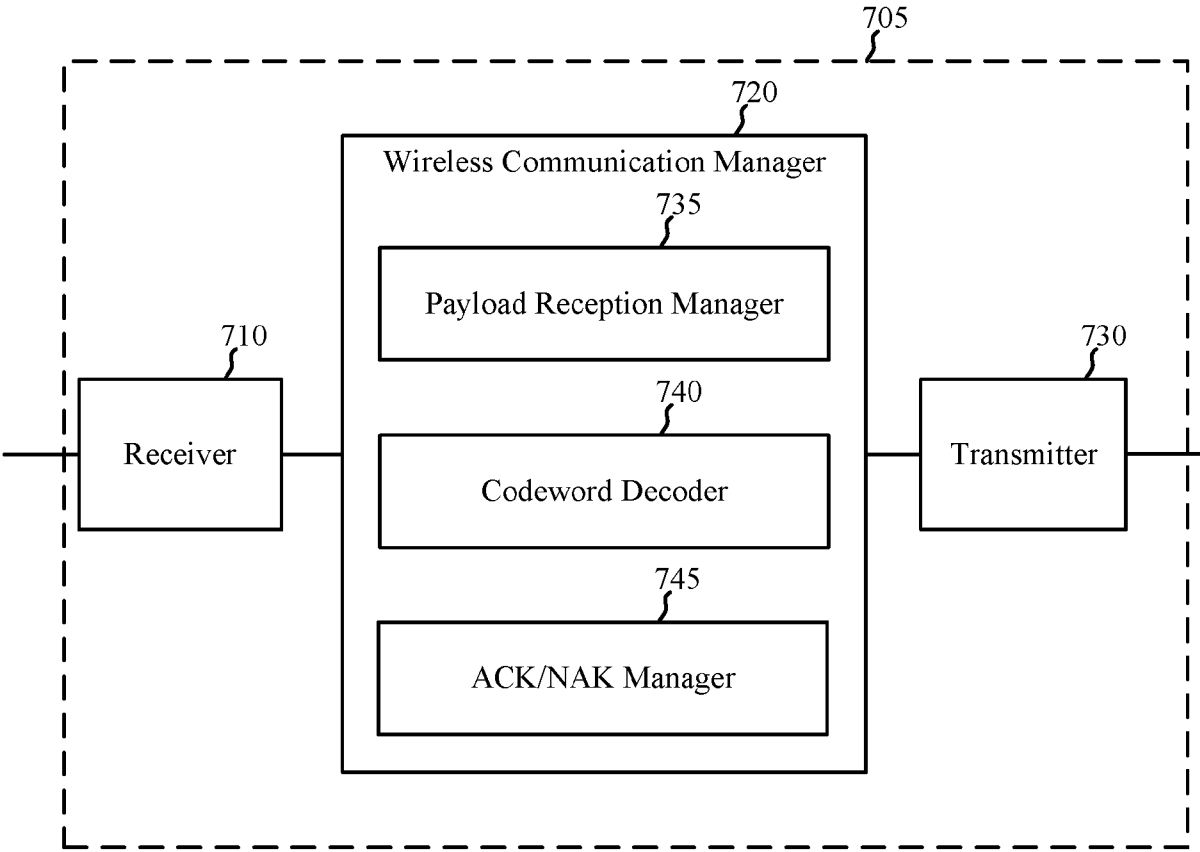 705
720
Wireless Communication Manager
735
Payload Reception Manager
710
Receiver
740
Codeword Decoder
730
Transmitter
745
ACK/NAK Manager